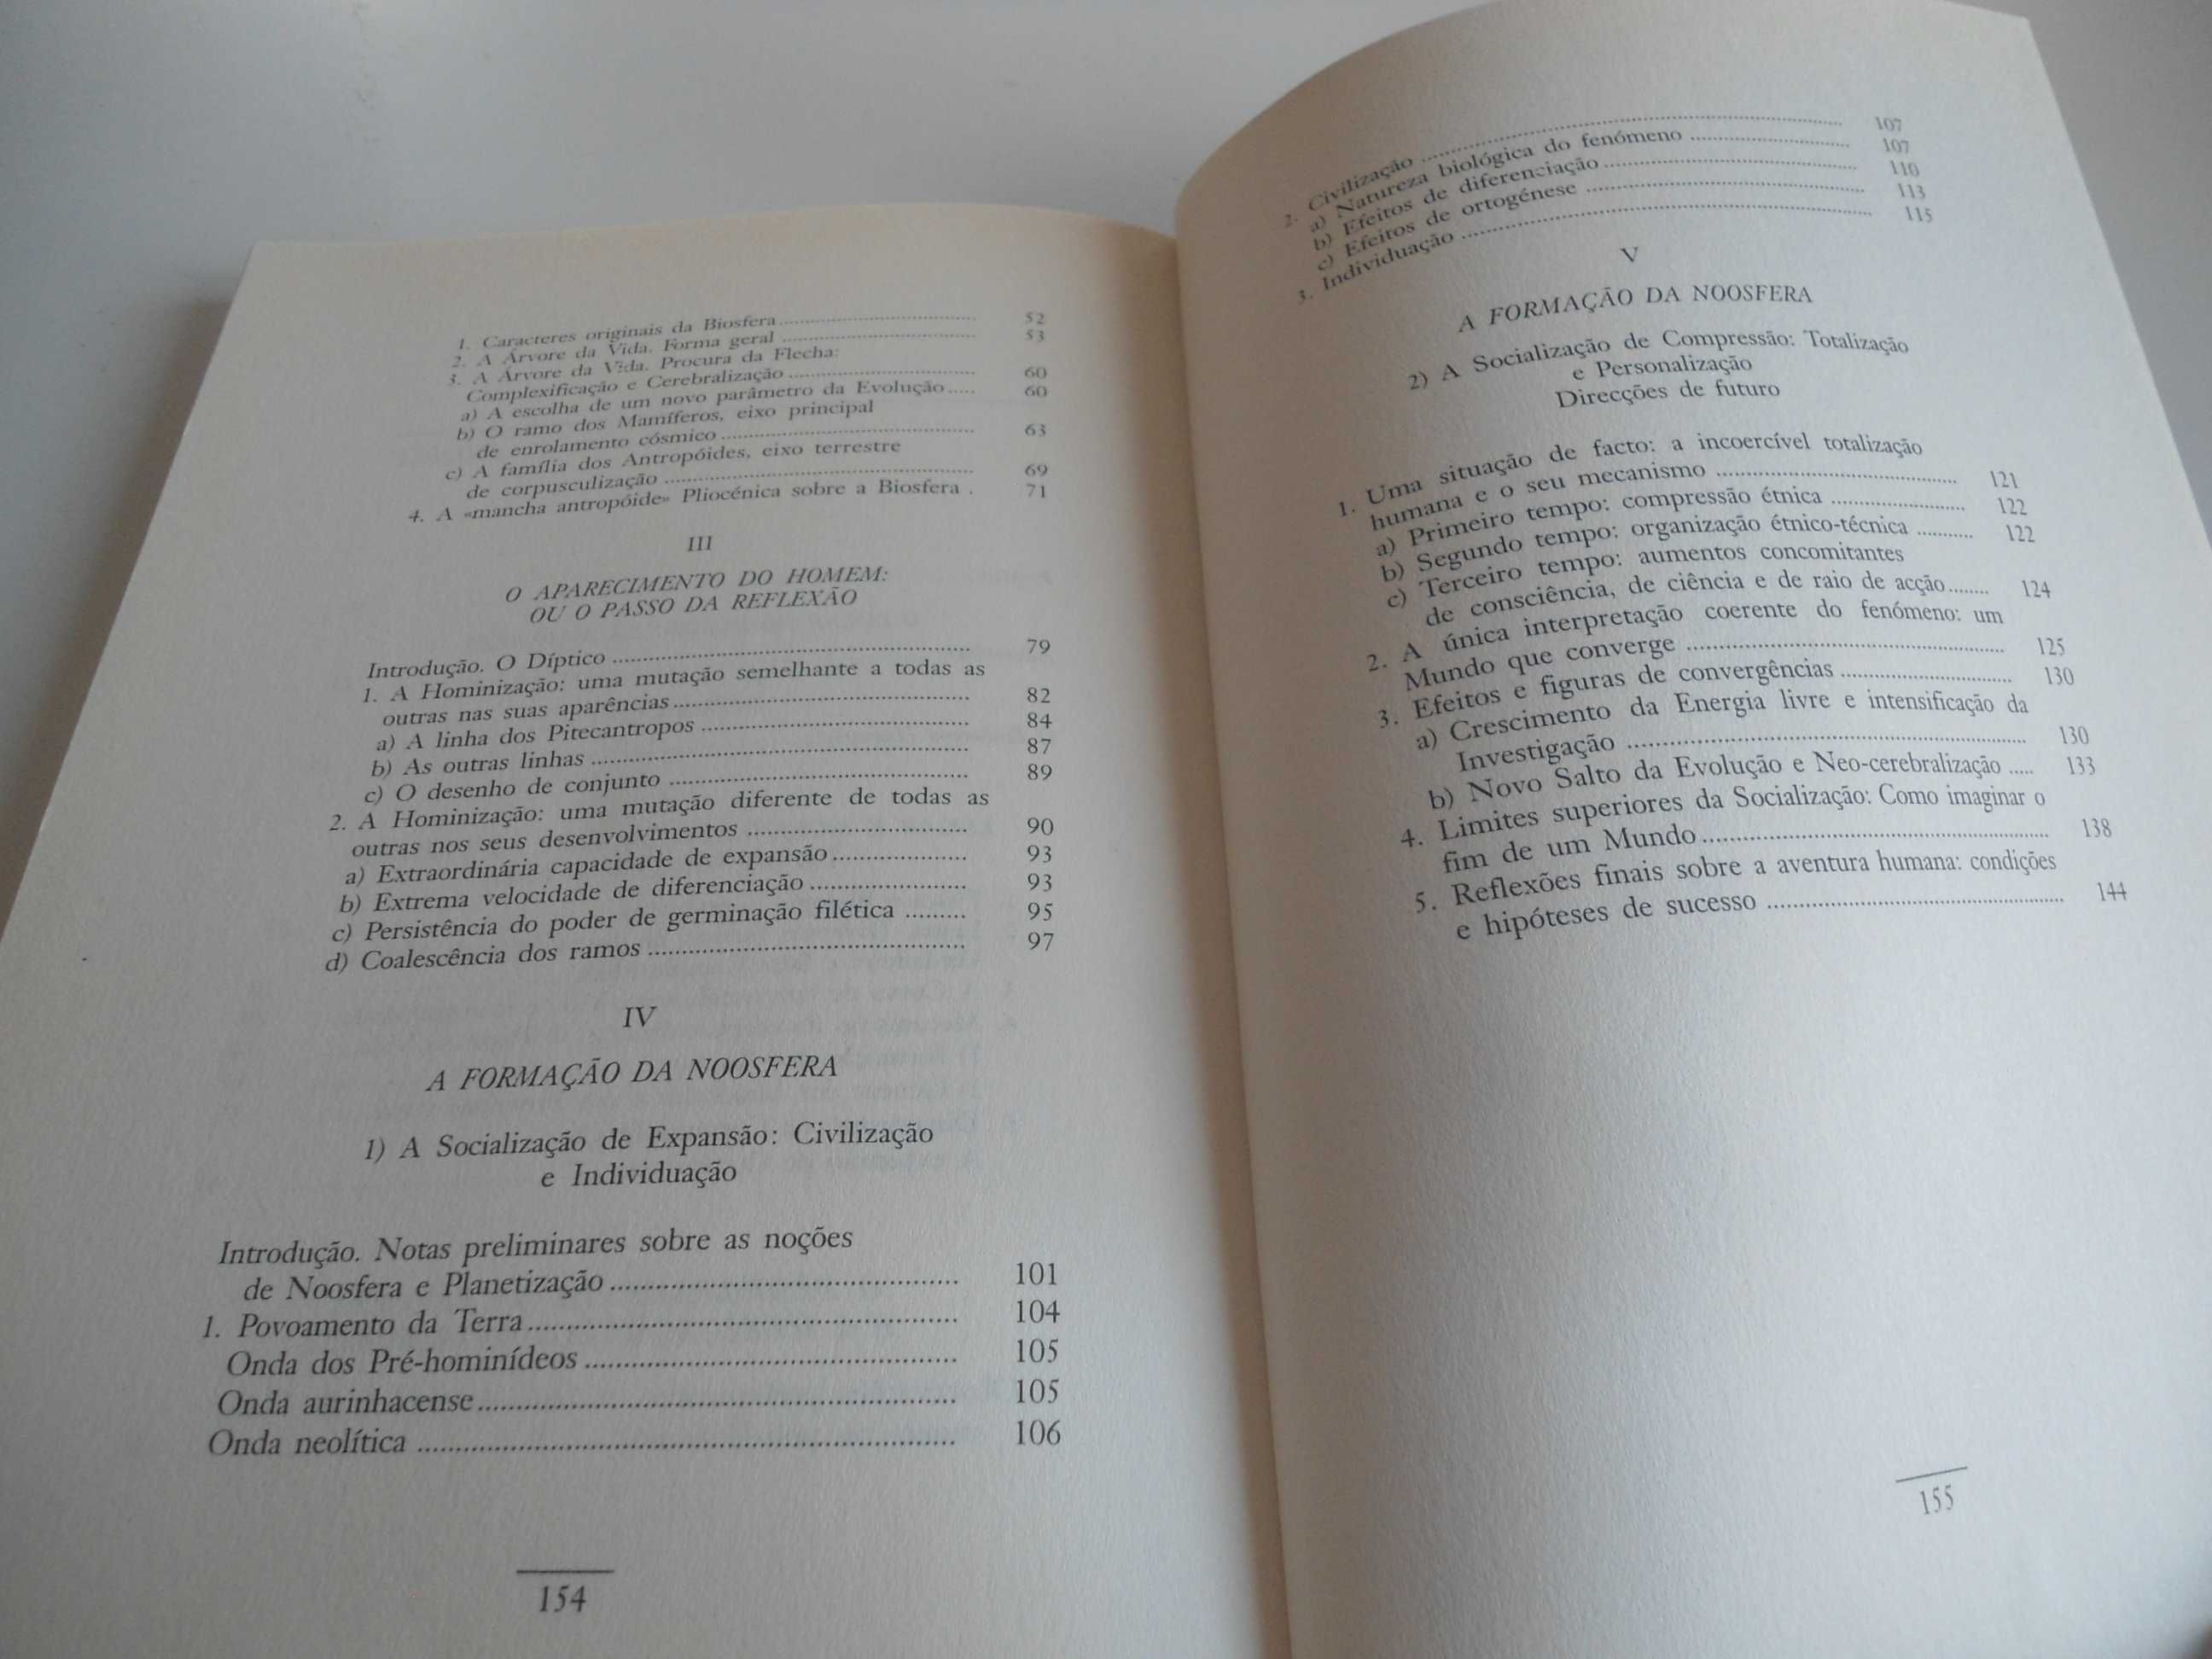 1. Caracteres originais da Biosfera ........ 52
2. A Árvore da Vida. Forma geral ........ 53
3. A Árvore da Vida. Procura da Flecha:
Complexificação e Cerebralização ........ 60
a) A escolha de um novo parâmetro da Evolução ..... 60
b) O ramo dos Mamíferos, eixo principal
de enrolamento cósmico ........ 63
c) A família dos Antropóides, eixo terrestre
de corpusculização ........ 69
4. A «mancha antropóide» Pliocénica sobre a Biosfera . 71
III
O APARECIMENTO DO HOMEM:
OU O PASSO DA REFLEXÃO
Introdução. O Díptico ........ 79
1. A Hominização: uma mutação semelhante a todas as
outras nas suas aparências ........ 82
a) A linha dos Pitecantropos ........ 84
b) As outras linhas ........ 87
c) O desenho de conjunto ........ 89
2. A Hominização: uma mutação diferente de todas as
outras nos seus desenvolvimentos ........ 90
a) Extraordinária capacidade de expansão ........ 93
b) Extrema velocidade de diferenciação ........ 93
c) Persistência do poder de germinação filética ........ 95
d) Coalescência dos ramos ........ 97
IV
A FORMAÇÃO DA NOOSFERA
1) A Socialização de Expansão: Civilização
e Individuação
Introdução. Notas preliminares sobre as noções
de Noosfera e Planetização ........ 101
1. Povoamento da Terra ........ 104
Onda dos Pré-hominídeos ........ 105
Onda aurinhacense ........ 105
Onda neolítica ........ 106
154
2. Civilização ........ 107
a) Natureza biológica do fenómeno ........ 107
b) Efeitos de diferenciação ........ 110
c) Efeitos de ortogénese ........ 113
3. Individuação ........ 115
V
A FORMAÇÃO DA NOOSFERA
2) A Socialização de Compressão: Totalização
e Personalização
Direcções de futuro
1. Uma situação de facto: a incoercível totalização
humana e o seu mecanismo ........ 121
a) Primeiro tempo: compressão étnica ........ 122
b) Segundo tempo: organização étnico-técnica ........ 122
c) Terceiro tempo: aumentos concomitantes
de consciência, de ciência e de raio de acção ........ 124
2. A única interpretação coerente do fenómeno: um
Mundo que converge ........ 125
3. Efeitos e figuras de convergências ........ 130
a) Crescimento da Energia livre e intensificação da
Investigação ........ 130
b) Novo Salto da Evolução e Neo-cerebralização ..... 133
4. Limites superiores da Socialização: Como imaginar o
fim de um Mundo ........ 138
5. Reflexões finais sobre a aventura humana: condições
e hipóteses de sucesso ........ 144
155